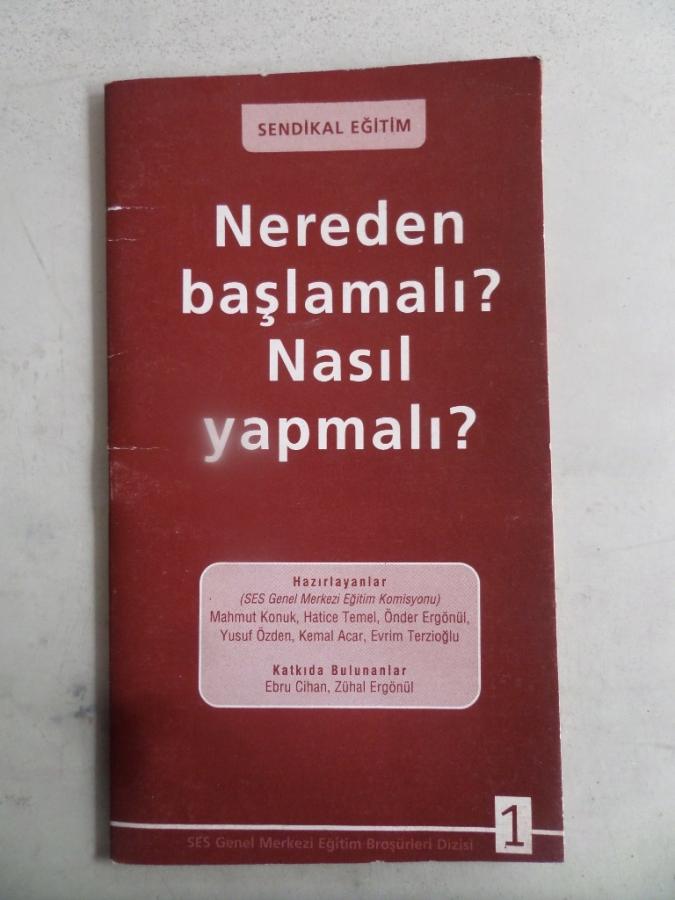 SENDİKAL EĞİTİM
Nereden
başlamalı?
Nasıl
yapmalı?
Hazırlayanlar
(SES Genel Merkezi Eğitim Komisyonu)
Mahmut Konuk, Hatice Temel, Önder Ergönül,
Yusuf Özden, Kemal Acar, Evrim Terzioğlu
Katkıda Bulunanlar
Ebru Cihan, Zühal Ergönül
SES Genel Merkezi Eğitim Broşürleri Dizisi
1